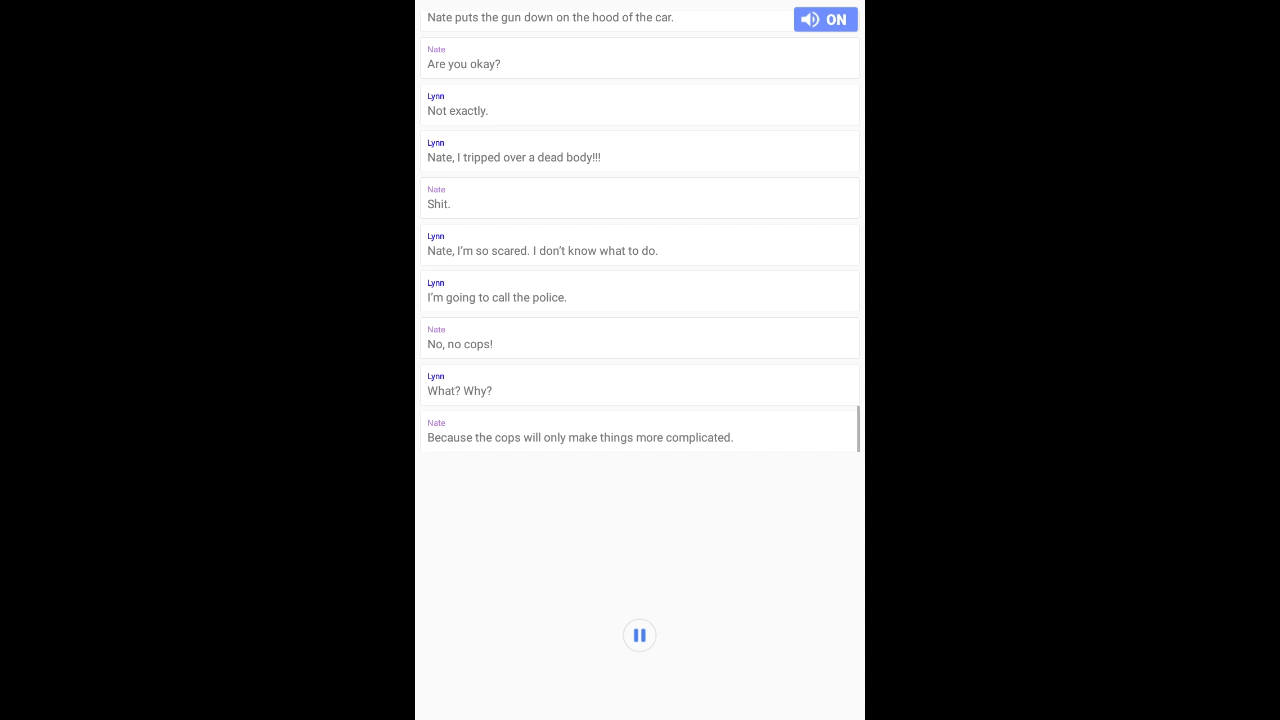 Nate puts the gun down on the hood of the car.
ON
Nate
Are you okay?
Lynn
Not exactly.
Lynn
Nate, I tripped over a dead body!!!
Nate
Shit.
Lynn
Nate, I’m so scared. I don’t know what to do.
Lynn
I’m going to call the police.
Nate
No, no cops!
Lynn
What? Why?
Nate
Because the cops will only make things more complicated.